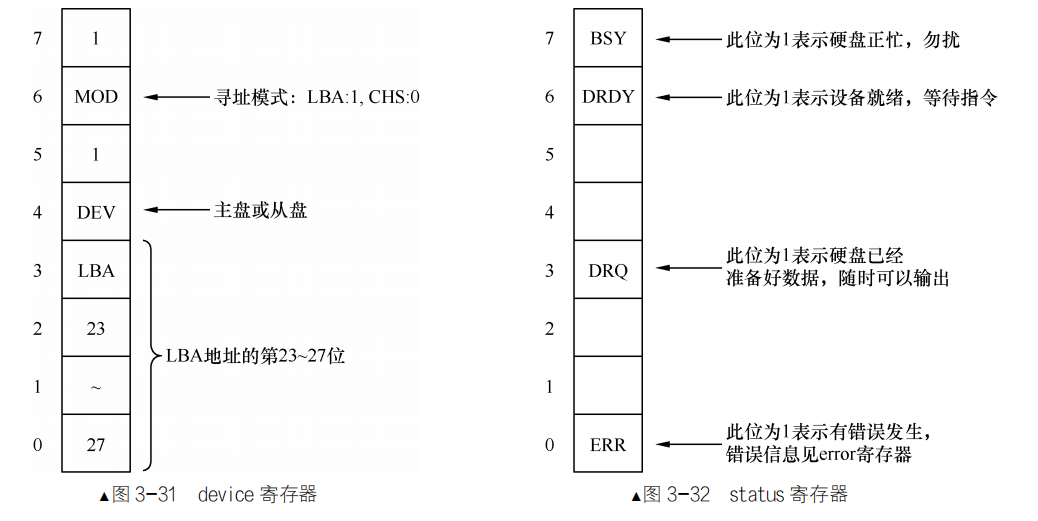 7 1
6 MOD 寻址模式：LBA:1, CHS:0
5 1
4 DEV 主盘或从盘
3 LBA
2 23
LBA地址的第23~27位
1 ~
0 27
▲图 3-31 device 寄存器
7 BSY 此位为1表示硬盘正忙，勿扰
6 DRDY 此位为1表示设备就绪，等待指令
5
4
3 DRQ 此位为1表示硬盘已经
准备好数据，随时可以输出
2
1
0 ERR 此位为1表示有错误发生，
错误信息见error寄存器
▲图 3-32 status 寄存器